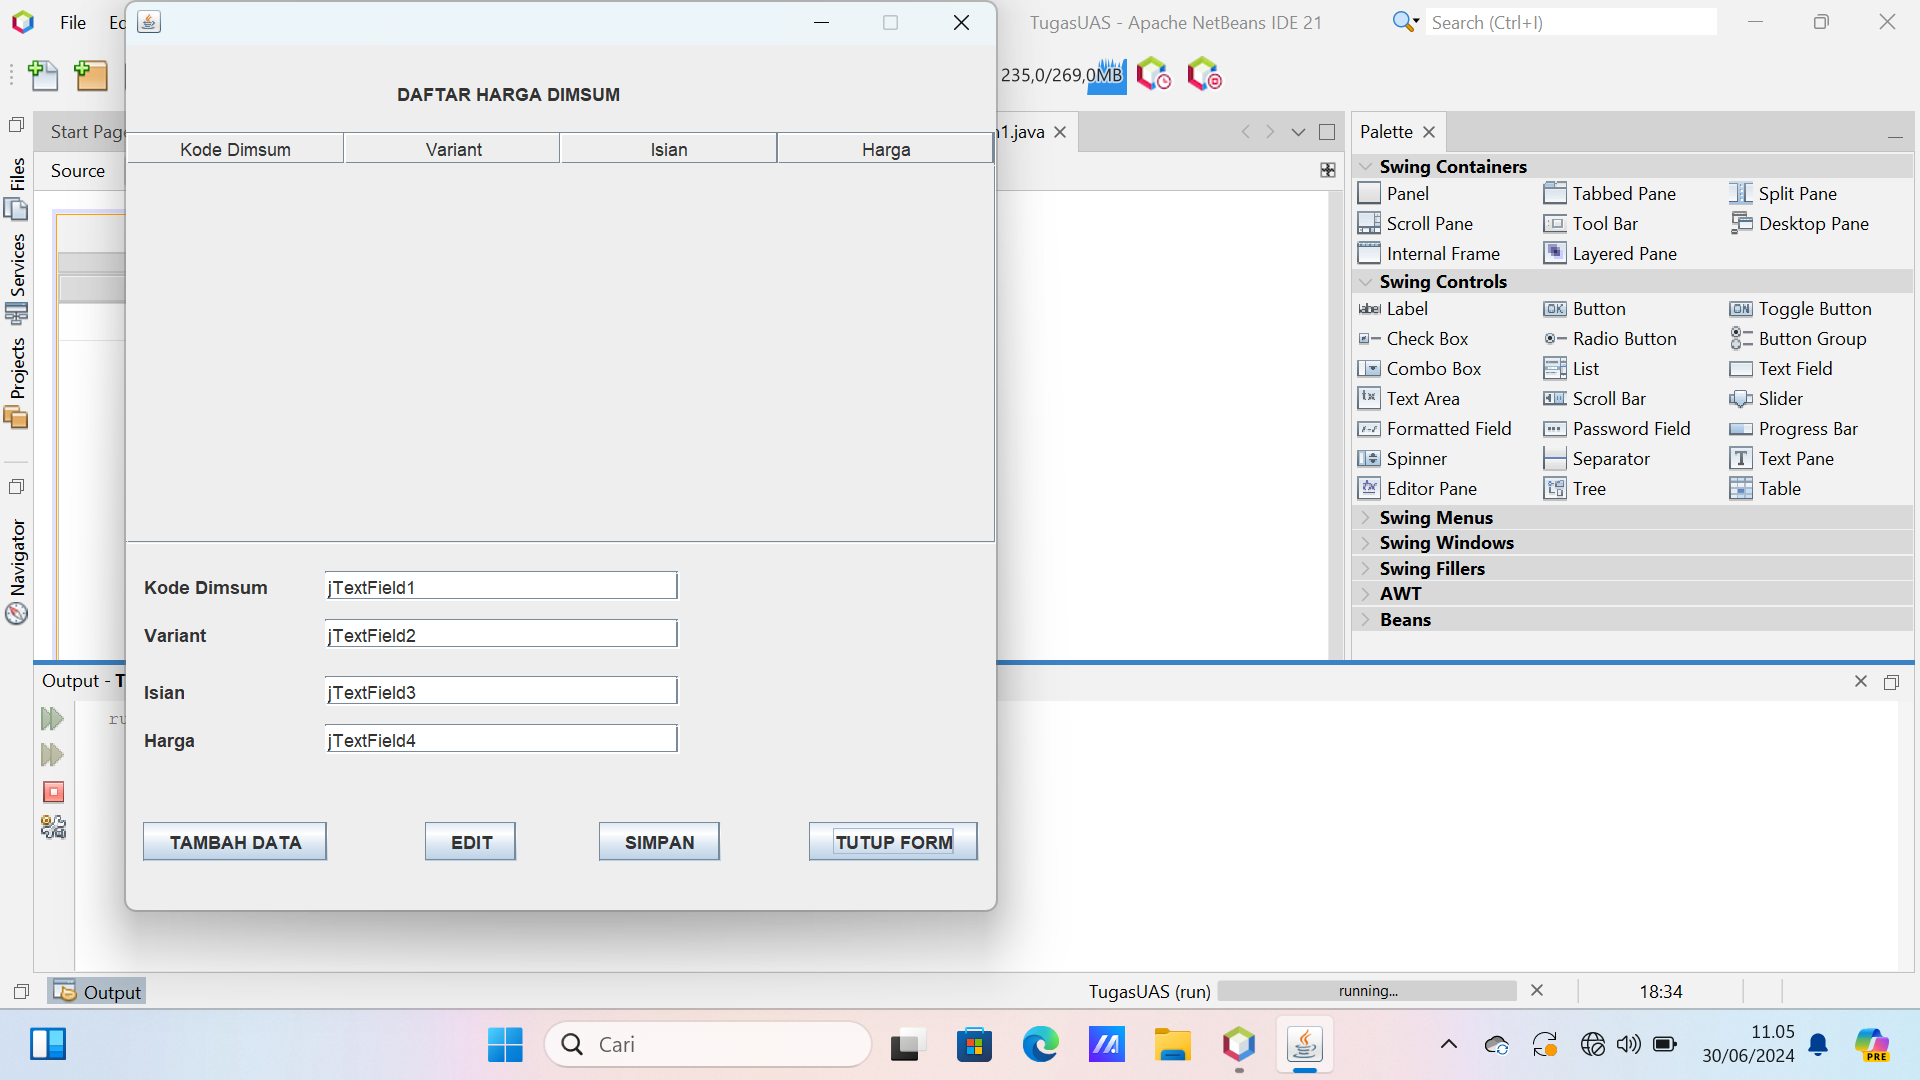 File
TugasUAS - Apache NetBeans IDE 21
Search (Ctrl+I)
235,0/269,0MB
DAFTAR HARGA DIMSUM
Kode Dimsum Variant Isian Harga
Kode Dimsum jTextField1
Variant jTextField2
Isian jTextField3
Harga jTextField4
TAMBAH DATA EDIT SIMPAN TUTUP FORM
Files
Services
Projects
Navigator
Start Pag
Source
1.java
Palette
Swing Containers
Panel Tabbed Pane Split Pane
Scroll Pane Tool Bar Desktop Pane
Internal Frame Layered Pane
Swing Controls
label Label OK Button ON Toggle Button
Check Box Radio Button Button Group
Combo Box List Text Field
Text Area Scroll Bar Slider
Formatted Field Password Field Progress Bar
Spinner Separator T Text Pane
Editor Pane Tree Table
Swing Menus
Swing Windows
Swing Fillers
AWT
Beans
Output - T
Output
TugasUAS (run) running...
18:34
Cari
11.05
30/06/2024
PRE